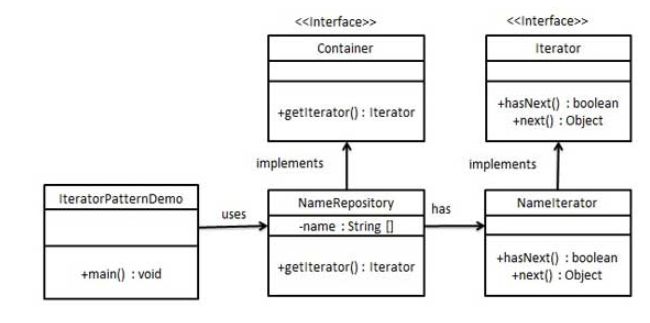 <<Interface>>
Container
+getIterator() : Iterator
<<Interface>>
Iterator
+hasNext() : boolean
+next() : Object
implements
implements
IteratorPatternDemo
+main() : void
uses
NameRepository
-name : String []
+getIterator() : Iterator
has
NameIterator
+hasNext() : boolean
+next() : Object